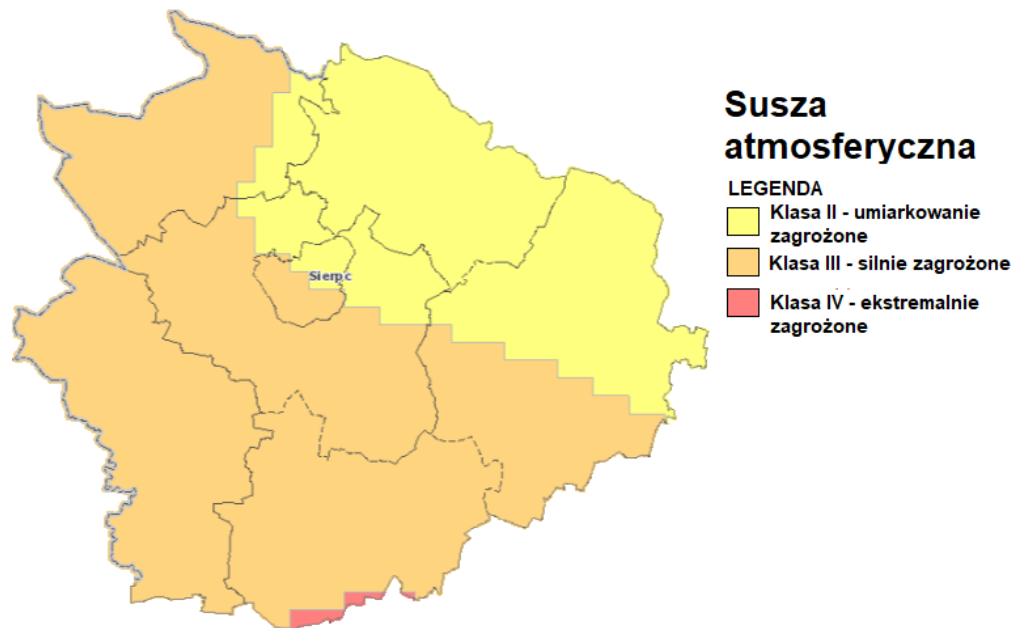 Susza
atmosferyczna
LEGENDA
Klasa II - umiarkowanie
zagrożone
Klasa III - silnie zagrożone
Klasa IV - ekstremalnie
zagrożone
Sierpc